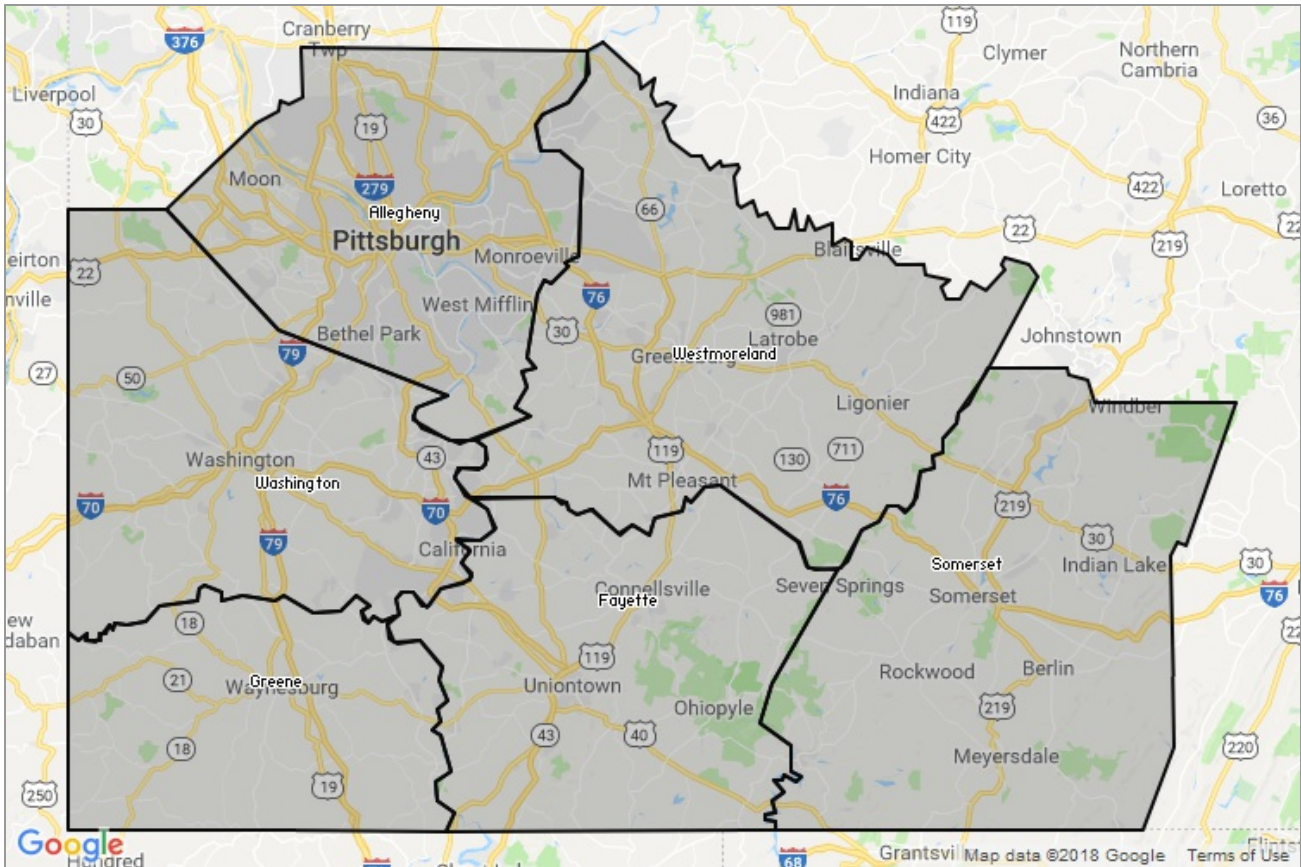 119
Cranberry
Twp
376
Clymer
Northern
Cambria
Liverpool
Indiana
30
422
36
19
Homer City
Moon
279
422
Loretto
Allegheny
66
Pittsburgh
22
219
Blairsville
Monroeville
22
76
West Mifflin
981
30
Johnstown
Bethel Park
Latrobe
79
Westmoreland
27
50
Ligonier
Windber
Washington
43
119
130
711
Washington
Mt Pleasant
70
70
76
219
79
California
30
Indian Lake
30
Somerset
Connellsville
Seven Springs
Fayette
Somerset
76
18
119
Berlin
21
Greene
Waynesburg
Uniontown
Rockwood
Ohiopyle
219
43
40
18
220
Meyersdale
19
250
Google
68
Map data ©2018 Google
Terms of Use